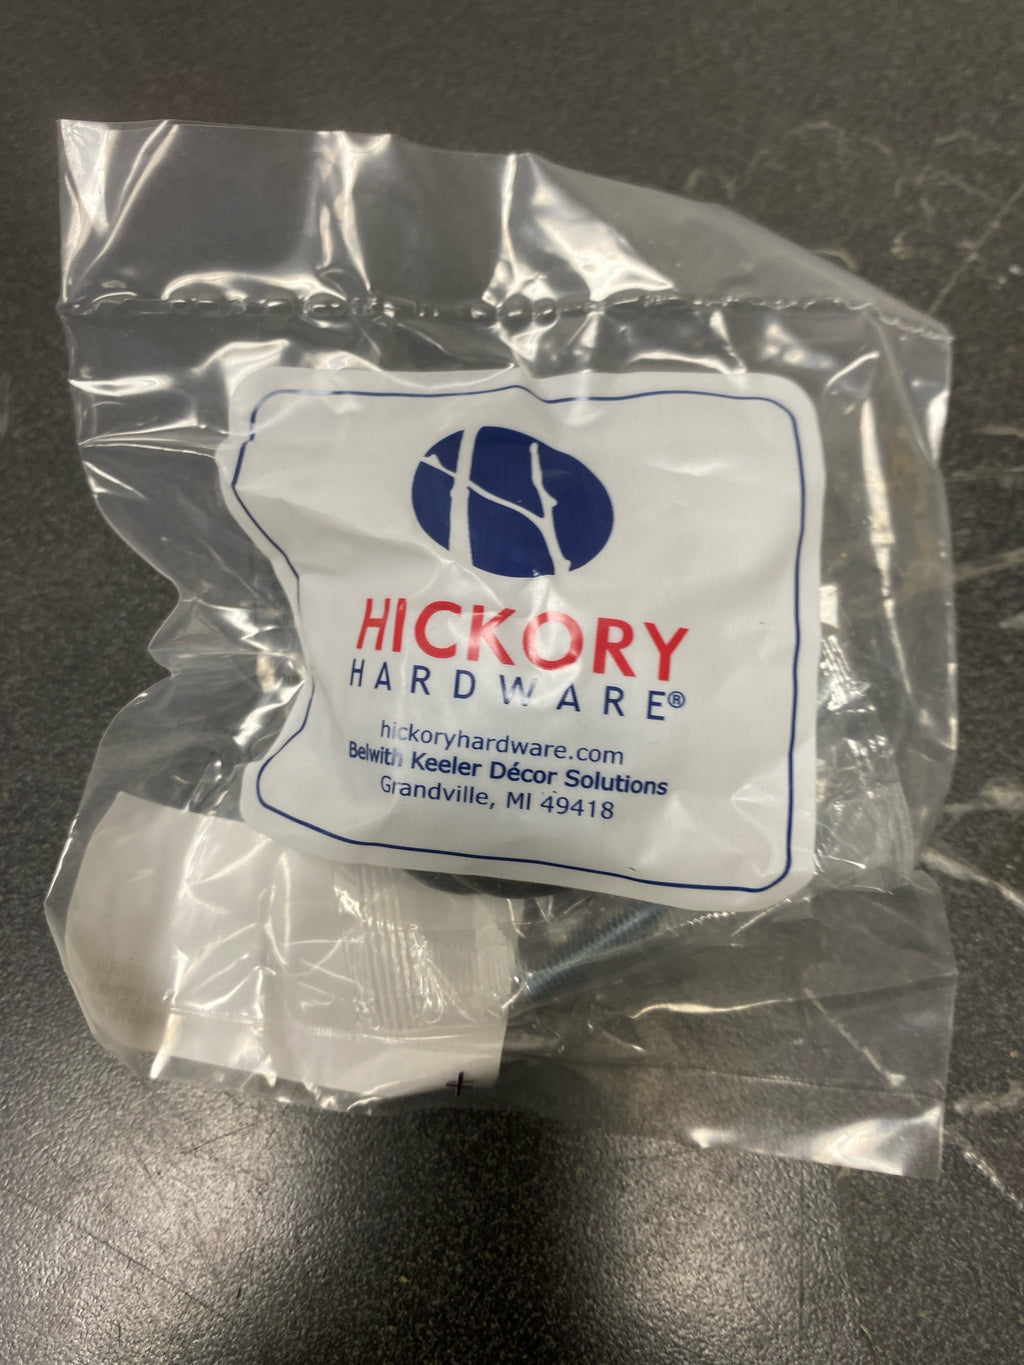 HICKORY
HARDWARE®
hickoryhardware.com
Belwith Keeler Décor Solutions
Grandville, MI 49418